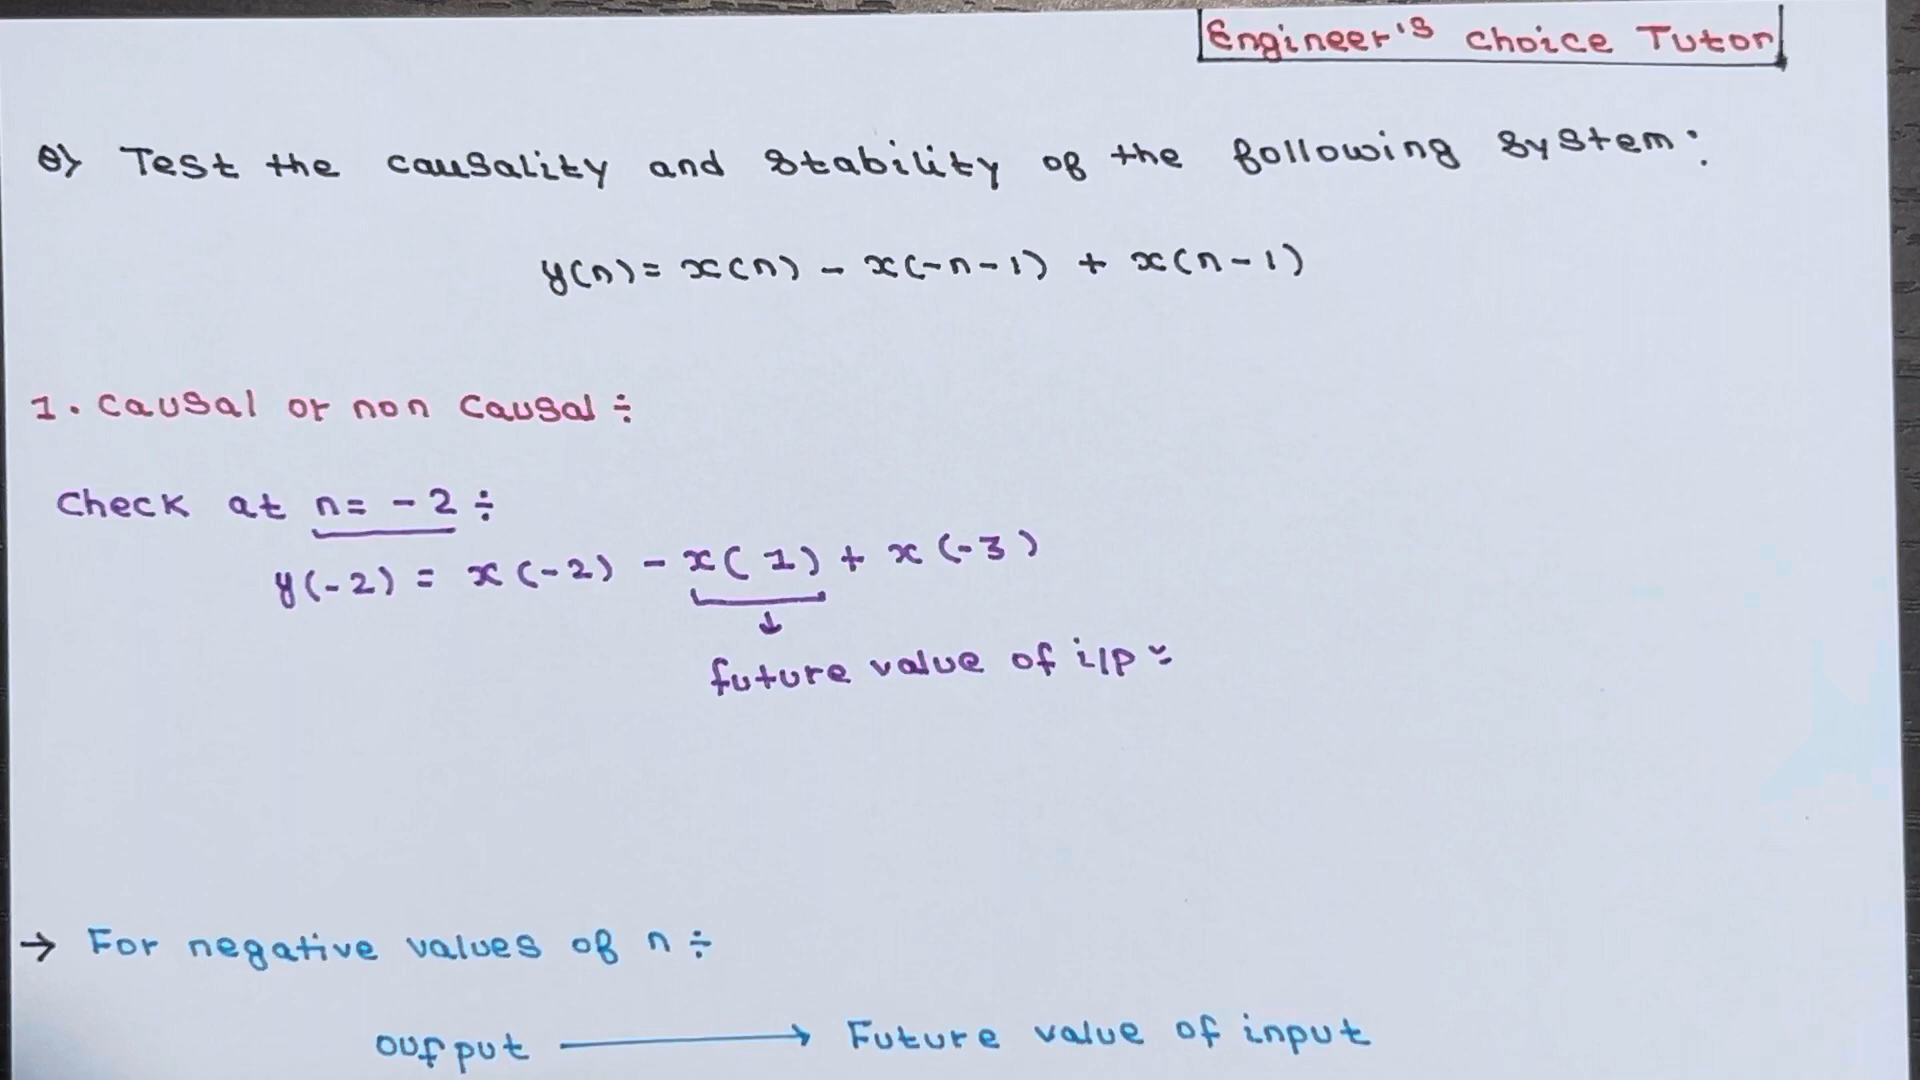 Engineer's choice Tutor
Q) Test the causality and stability of the following system:
y(n) = x(n) - x(-n-1) + x(n-1)
1. Causal or non Causal ÷
Check at n = -2 ÷
y(-2) = x(-2) - x(1) + x(-3)
↓
future value of i/p
→ For negative values of n ÷
output → Future value of input